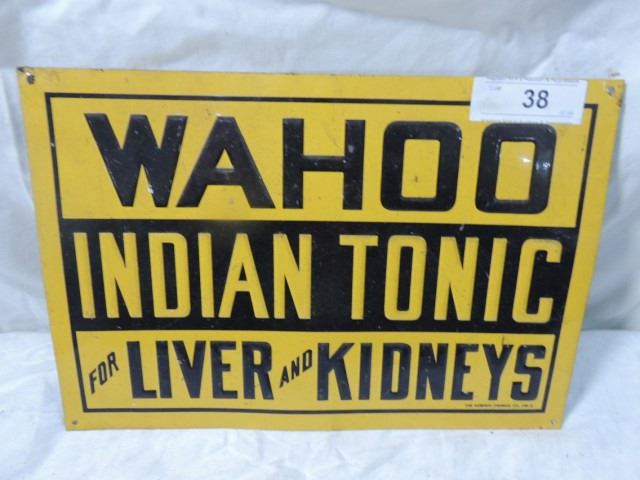 38
WAHOO
INDIAN TONIC
FOR LIVER AND KIDNEYS